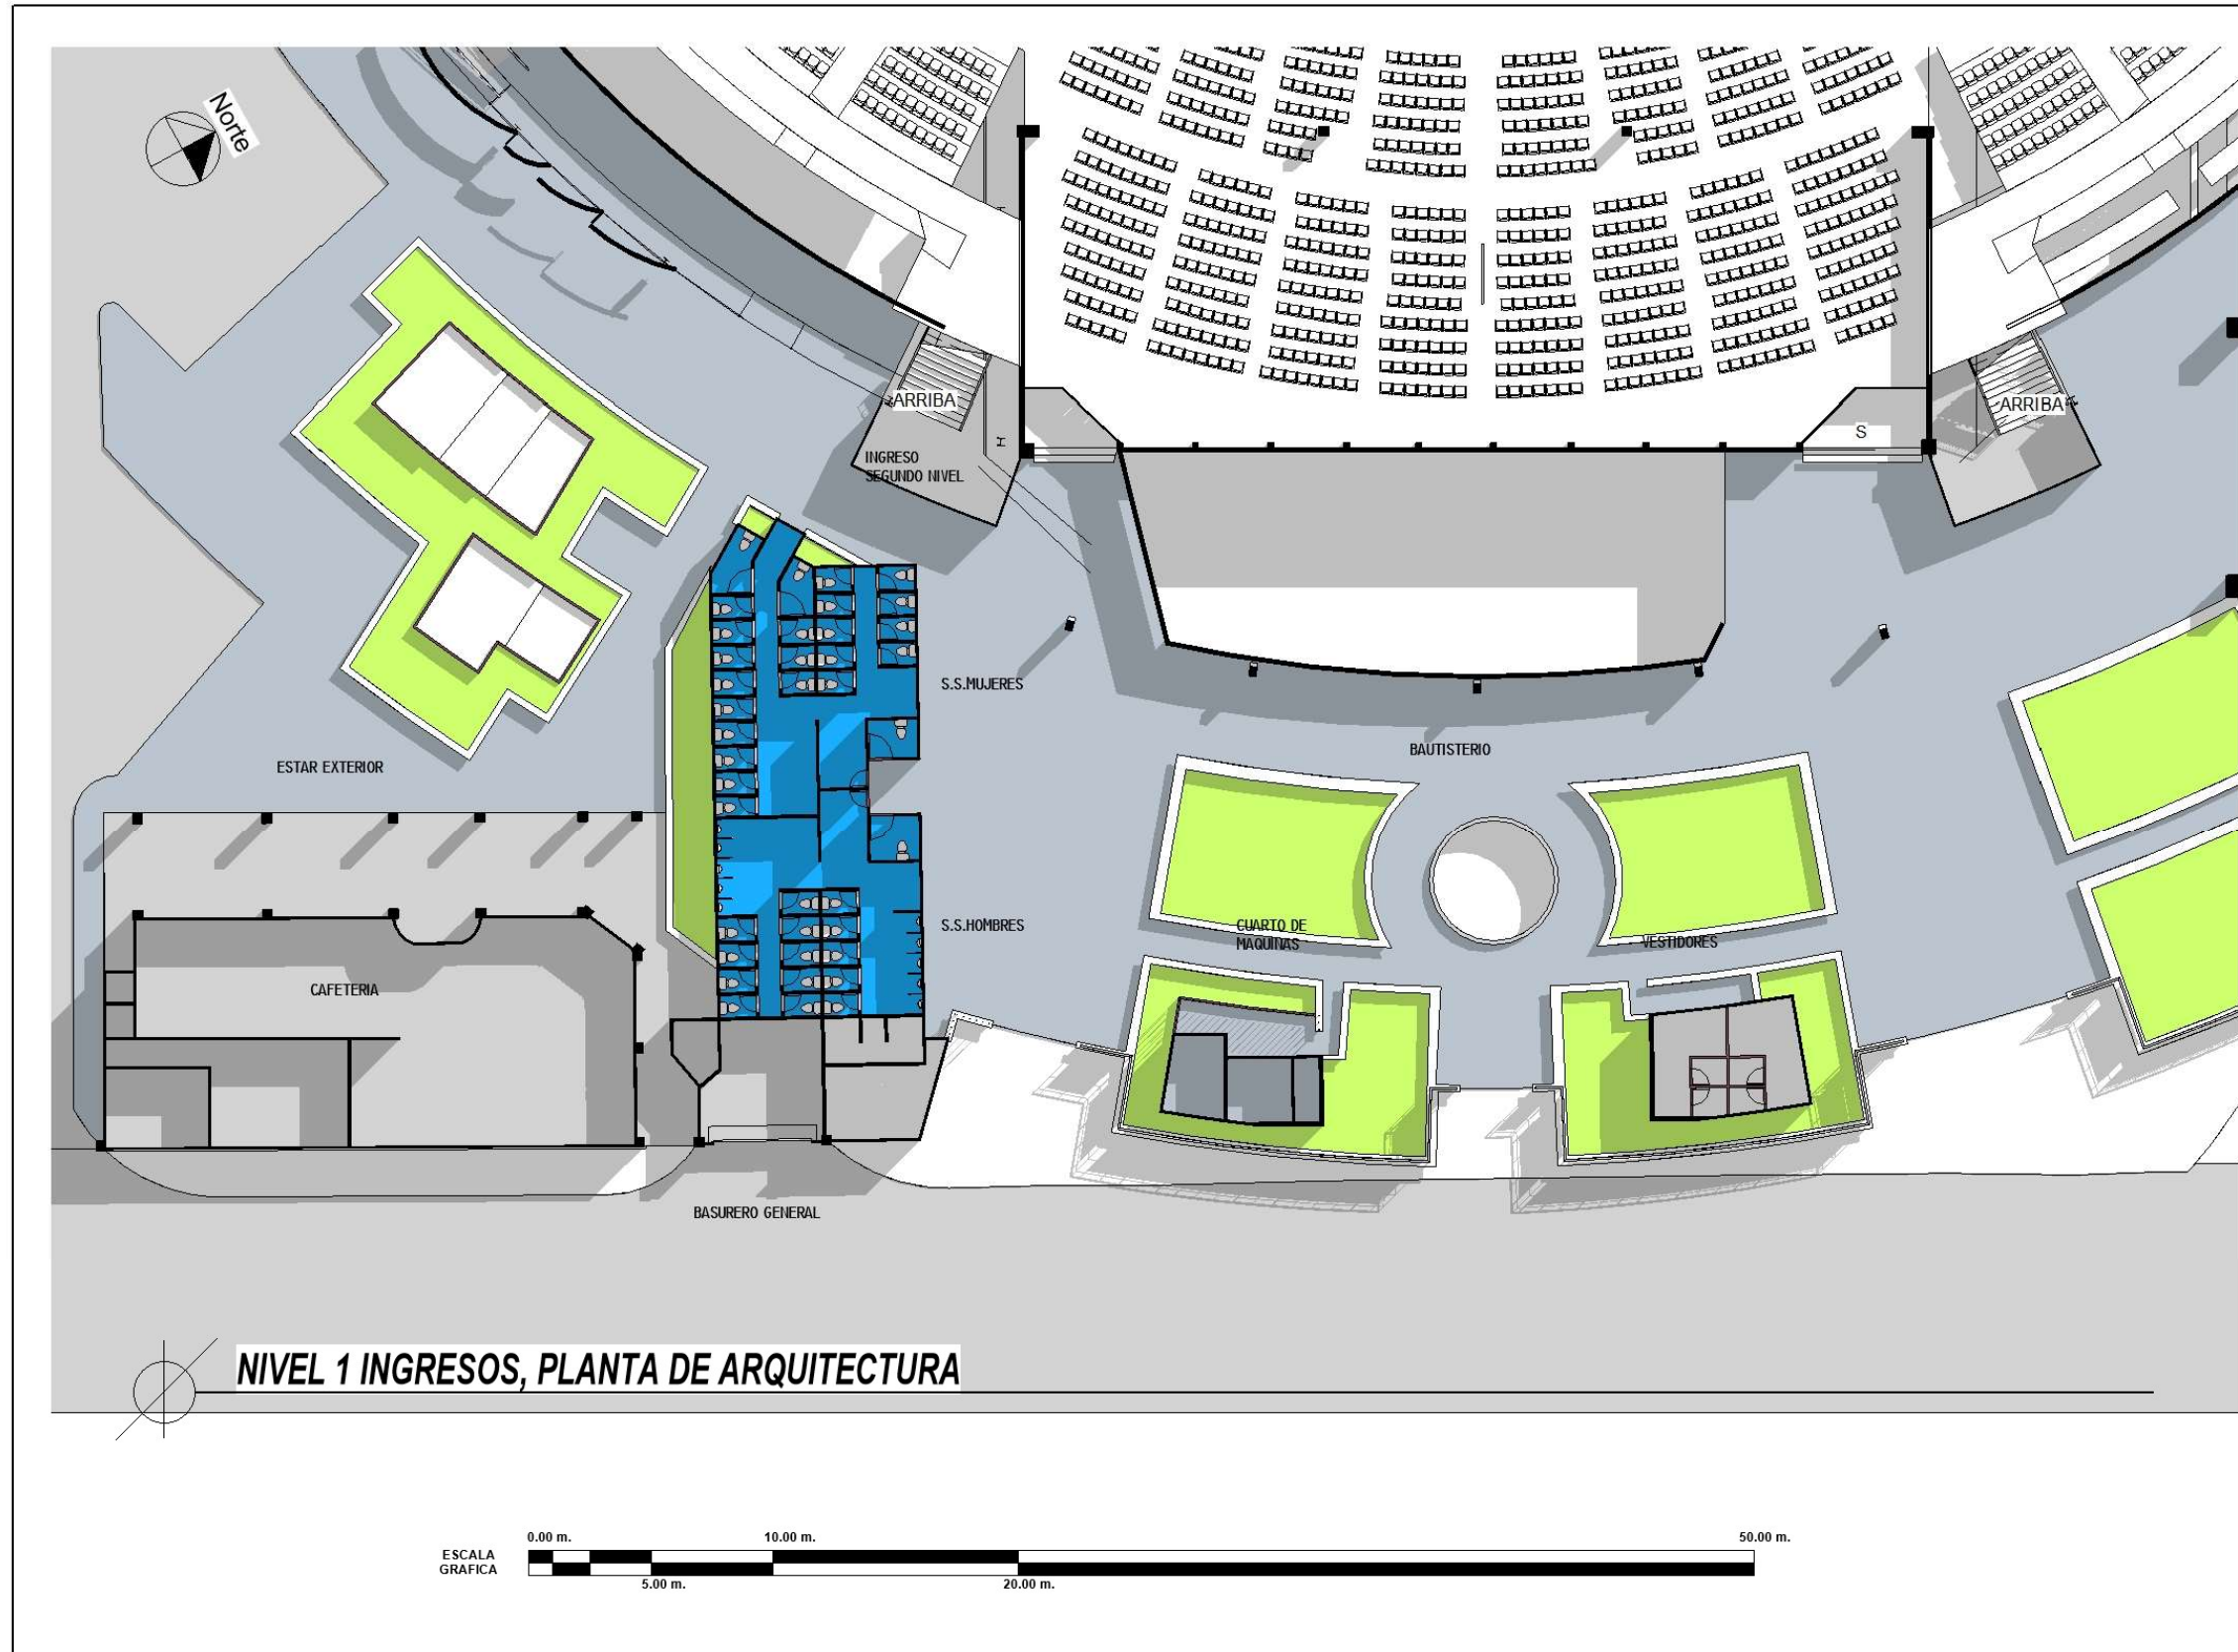 Norte
ARRIBA
H
ARRIBA
S
H
INGRESO
SEGUNDO NIVEL
S.S.MUJERES
BAUTISTERIO
ESTAR EXTERIOR
S.S.HOMBRES
CUARTO DE
MAQUINAS
VESTIDORES
CAFETERIA
BASURERO GENERAL
NIVEL 1 INGRESOS, PLANTA DE ARQUITECTURA
0.00 m.
10.00 m.
50.00 m.
ESCALA
GRAFICA
5.00 m.
20.00 m.